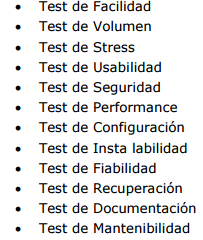 • Test de Facilidad
• Test de Volumen
• Test de Stress
• Test de Usabilidad
• Test de Seguridad
• Test de Performance
• Test de Configuración
• Test de Insta labilidad
• Test de Fiabilidad
• Test de Recuperación
• Test de Documentación
• Test de Mantenibilidad